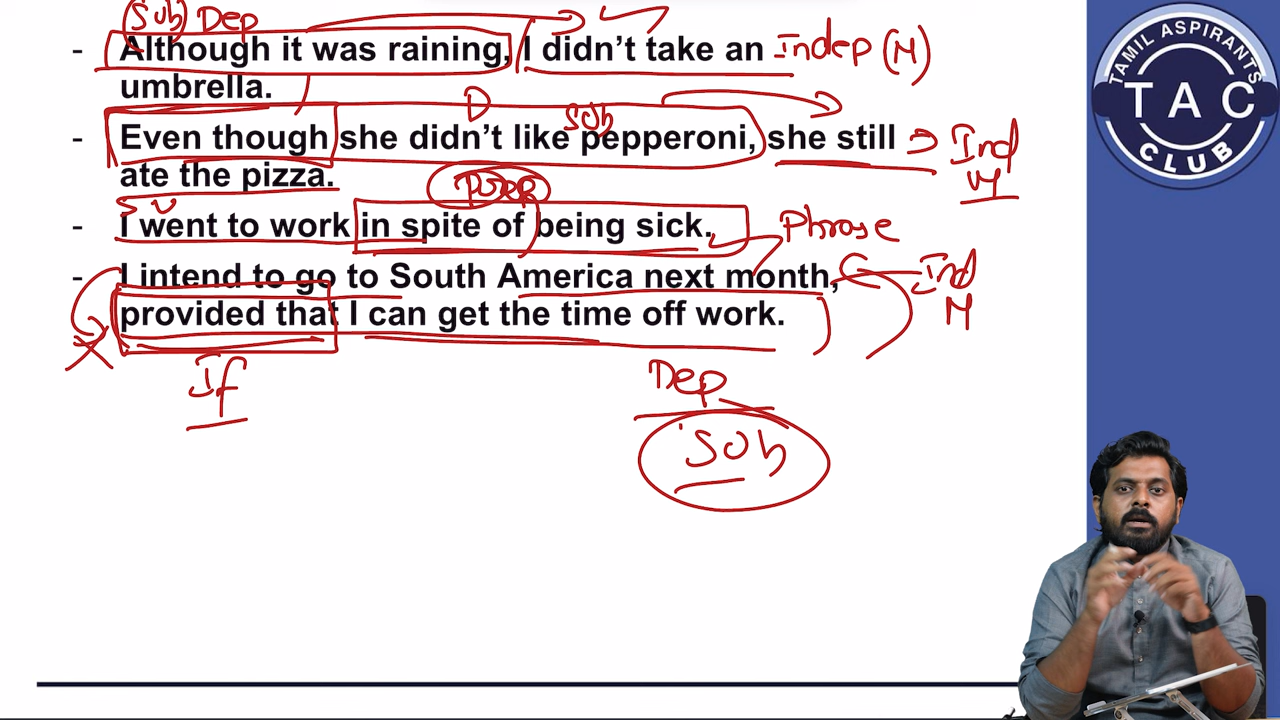 Sub Dep
- Although it was raining, I didn't take an Indep (M)
umbrella.
D Sub
- Even though she didn't like pepperoni, she still Ind
ate the pizza. M
Prep
S V
- I went to work in spite of being sick. Phrase
- I intend to go to South America next month, Ind
provided that I can get the time off work. M
If
Dep
Sub
TAMIL ASPIRANTS
TAC
CLUB